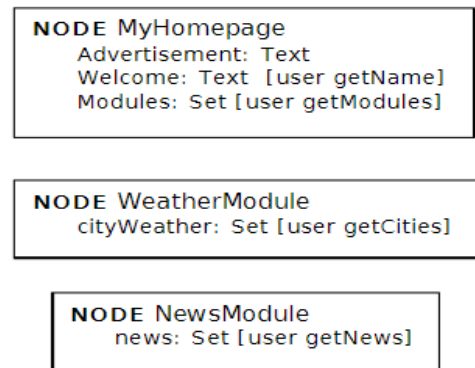 NODE MyHomepage
Advertisement: Text
Welcome: Text [user getName]
Modules: Set [user getModules]
NODE WeatherModule
cityWeather: Set [user getCities]
NODE NewsModule
news: Set [user getNews]